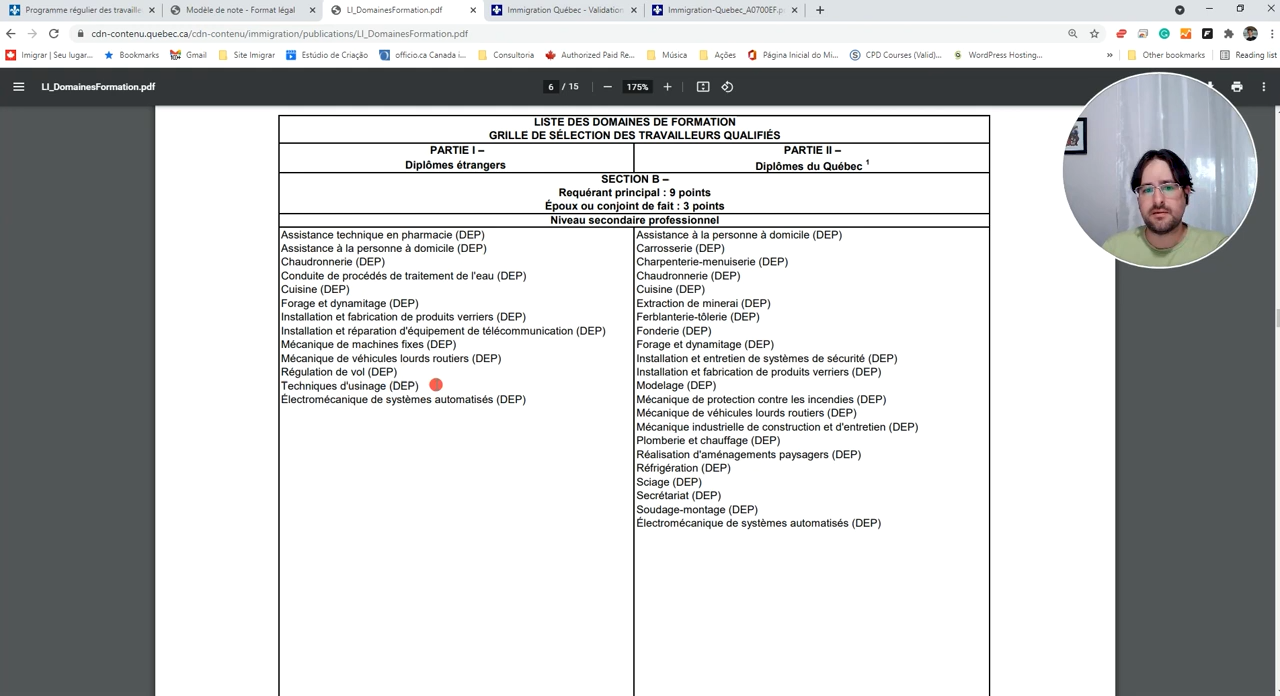 Programme régulier des travaille
Modèle de note - Format légal
LI_DomainesFormation.pdf
Immigration Québec - Validation
Immigration-Quebec_A0700EF.p
cdn-contenu.quebec.ca/cdn-contenu/immigration/publications/LI_DomainesFormation.pdf
Imigrar | Seu lugar...
Bookmarks
Gmail
Site Imigrar
Estúdio de Criação
officio.ca Canada i...
Consultoria
Authorized Paid Re...
Música
Ações
Página Inicial do Mi...
CPD Courses (Valid)...
WordPress Hosting...
»
Other bookmarks
Reading list
LI_DomainesFormation.pdf
6 / 15
175%
LISTE DES DOMAINES DE FORMATION
GRILLE DE SÉLECTION DES TRAVAILLEURS QUALIFIÉS
PARTIE I –
Diplômes étrangers
PARTIE II –
Diplômes du Québec 1
SECTION B –
Requérant principal : 9 points
Époux ou conjoint de fait : 3 points
Niveau secondaire professionnel
Assistance technique en pharmacie (DEP)
Assistance à la personne à domicile (DEP)
Chaudronnerie (DEP)
Conduite de procédés de traitement de l'eau (DEP)
Cuisine (DEP)
Forage et dynamitage (DEP)
Installation et fabrication de produits verriers (DEP)
Installation et réparation d'équipement de télécommunication (DEP)
Mécanique de machines fixes (DEP)
Mécanique de véhicules lourds routiers (DEP)
Régulation de vol (DEP)
Techniques d'usinage (DEP)
Électromécanique de systèmes automatisés (DEP)
Assistance à la personne à domicile (DEP)
Carrosserie (DEP)
Charpenterie-menuiserie (DEP)
Chaudronnerie (DEP)
Cuisine (DEP)
Extraction de minerai (DEP)
Ferblanterie-tôlerie (DEP)
Fonderie (DEP)
Forage et dynamitage (DEP)
Installation et entretien de systèmes de sécurité (DEP)
Installation et fabrication de produits verriers (DEP)
Modelage (DEP)
Mécanique de protection contre les incendies (DEP)
Mécanique de véhicules lourds routiers (DEP)
Mécanique industrielle de construction et d'entretien (DEP)
Plomberie et chauffage (DEP)
Réalisation d'aménagements paysagers (DEP)
Réfrigération (DEP)
Sciage (DEP)
Secrétariat (DEP)
Soudage-montage (DEP)
Électromécanique de systèmes automatisés (DEP)